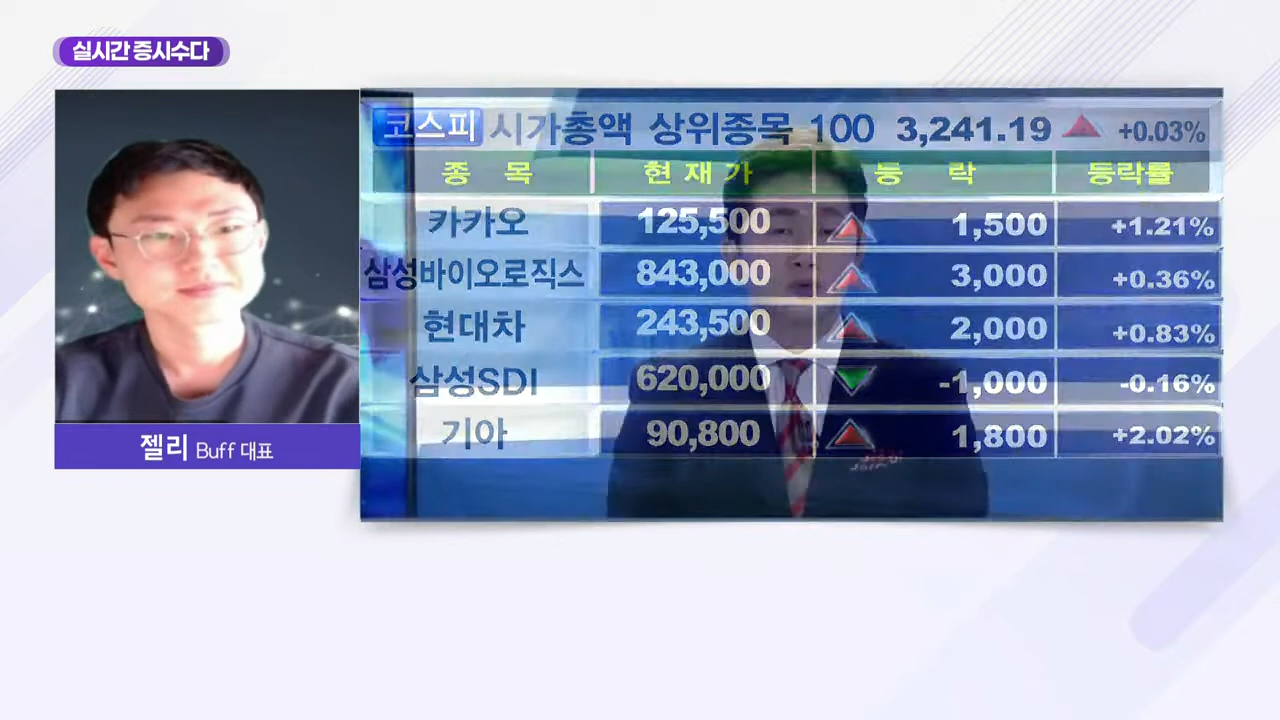 실시간 증시수다
코스피 시가총액 상위종목 100 3,241.19 ▲ +0.03%
종 목 현 재 가 등 락 등락률
카카오 125,500 ▲ 1,500 +1.21%
삼성바이오로직스 843,000 ▲ 3,000 +0.36%
현대차 243,500 ▲ 2,000 +0.83%
삼성SDI 620,000 ▼ -1,000 -0.16%
기아 90,800 ▲ 1,800 +2.02%
젤리 Buff 대표